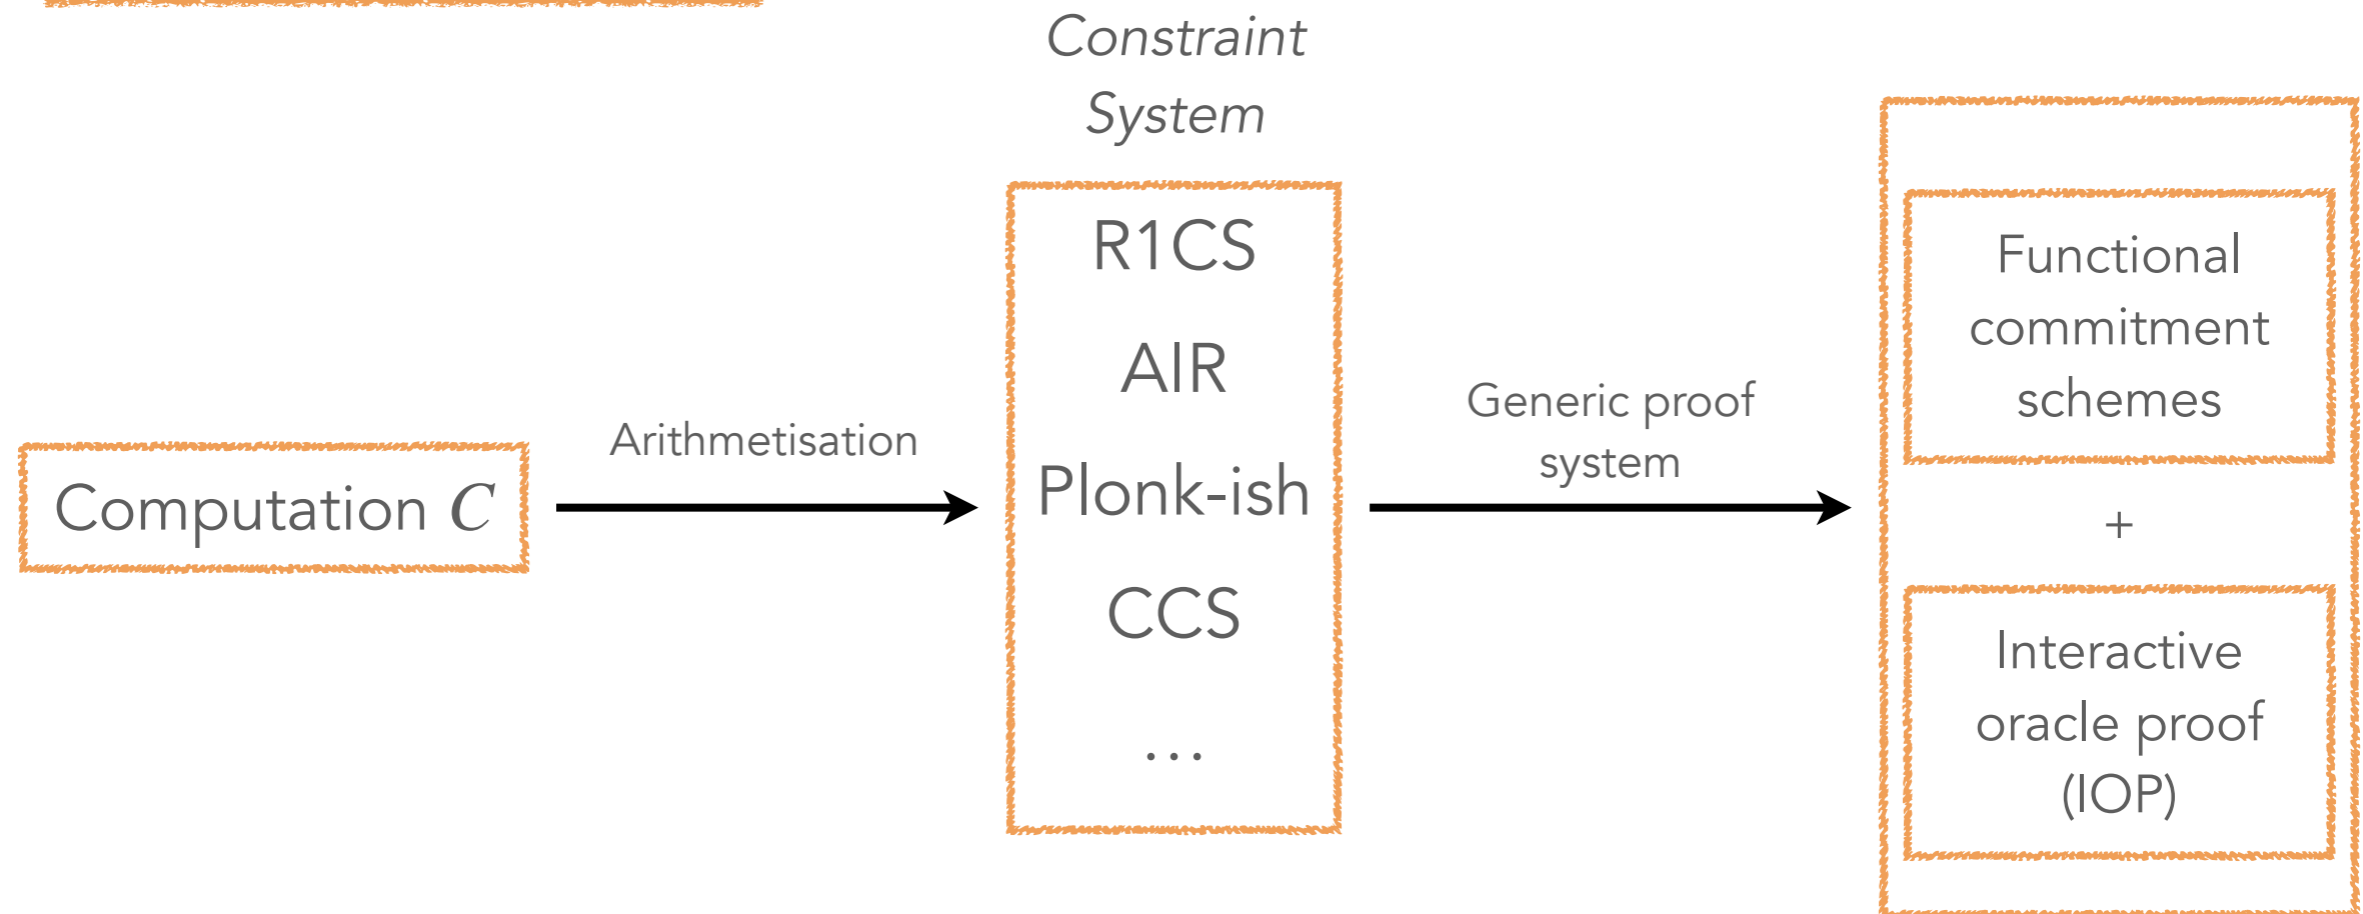 Constraint
System
R1CS
AIR
Plonk-ish
CCS
...
Computation C
Arithmetisation
Generic proof
system
Functional
commitment
schemes
+
Interactive
oracle proof
(IOP)